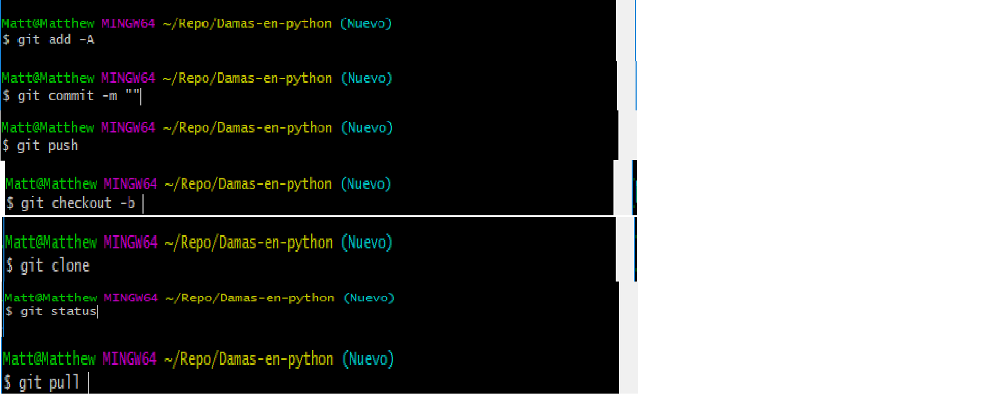 Matt@Matthew MINGW64 ~/Repo/Damas-en-python (Nuevo)
$ git add -A
Matt@Matthew MINGW64 ~/Repo/Damas-en-python (Nuevo)
$ git commit -m ""
Matt@Matthew MINGW64 ~/Repo/Damas-en-python (Nuevo)
$ git push
Matt@Matthew MINGW64 ~/Repo/Damas-en-python (Nuevo)
$ git checkout -b
Matt@Matthew MINGW64 ~/Repo/Damas-en-python (Nuevo)
$ git clone
Matt@Matthew MINGW64 ~/Repo/Damas-en-python (Nuevo)
$ git status
Matt@Matthew MINGW64 ~/Repo/Damas-en-python (Nuevo)
$ git pull